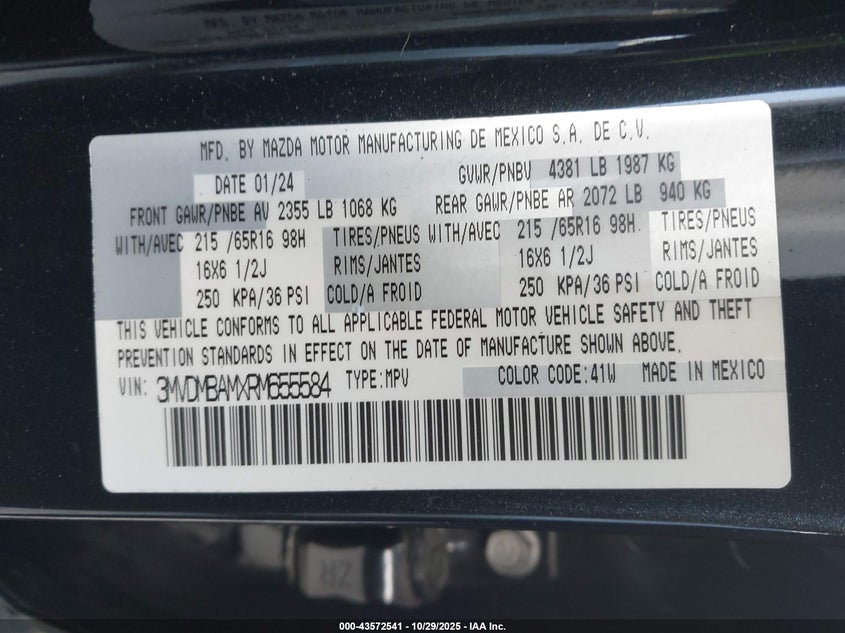 MFD. BY MAZDA MOTOR MANUFACTURING DE MEXICO S.A. DE C.V.
DATE 01/24 GVWR/PNBV 4381 LB 1987 KG
FRONT GAWR/PNBE AV 2355 LB 1068 KG REAR GAWR/PNBE AR 2072 LB 940 KG
WITH/AVEC 215 /65R16 98H TIRES/PNEUS WITH/AVEC 215 /65R16 98H TIRES/PNEUS
16X6 1/2J RIMS/JANTES 16X6 1/2J RIMS/JANTES
250 KPA/36 PSI COLD/A FROID 250 KPA/36 PSI COLD/A FROID
THIS VEHICLE CONFORMS TO ALL APPLICABLE FEDERAL MOTOR VEHICLE SAFETY AND THEFT
PREVENTION STANDARDS IN EFFECT ON THE DATE OF MANUFACTURE SHOWN ABOVE.
VIN: 3MVDMBAMXRM655584 TYPE:MPV COLOR CODE:41W MADE IN MEXICO
ZR
000-43572541 - 10/29/2025 - IAA Inc.